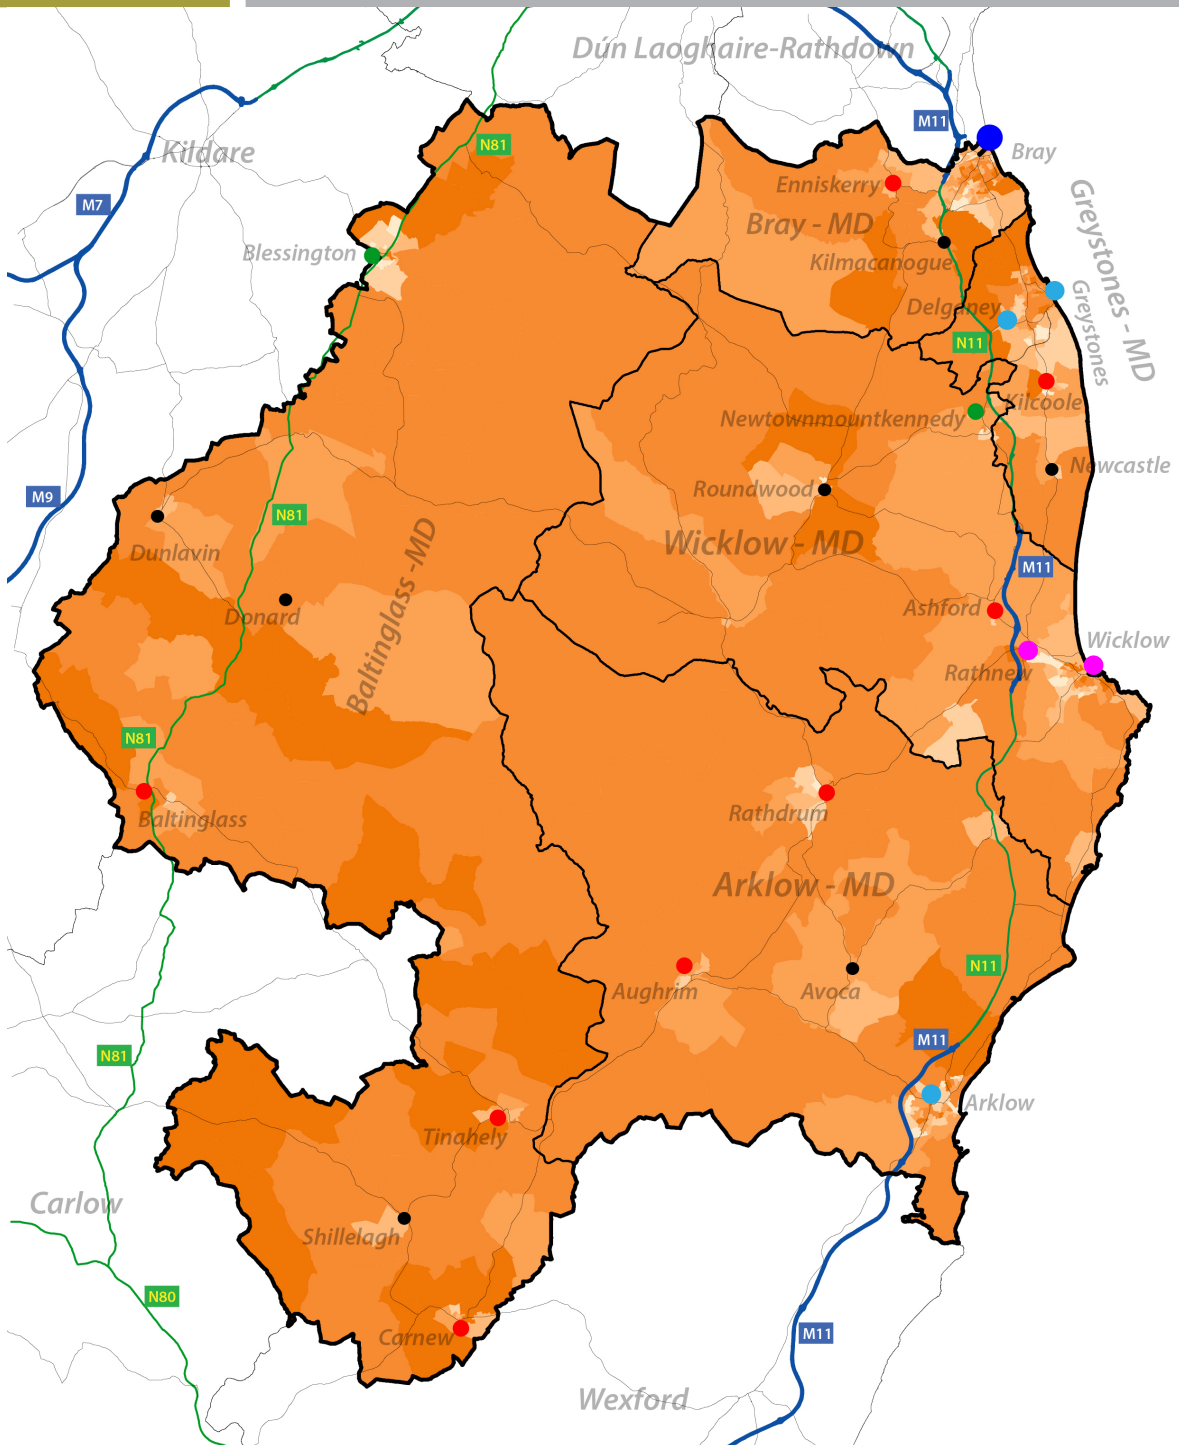 Dún Laoghaire-Rathdown
M11
N81
Kildare
Bray
Enniskerry
M7
Bray - MD
Greystones - MD
Blessington
Kilmacanogue
Delganey
Greystones
N11
Kilcoole
Newtownmountkennedy
Newcastle
Roundwood
M9
N81
Wicklow - MD
Dunlavin
Baltinglass -MD
M11
Donard
Ashford
Wicklow
Rathnew
N81
Baltinglass
Rathdrum
Arklow - MD
N11
Aughrim
Avoca
M11
N81
Arklow
Tinahely
Carlow
Shillelagh
N80
M11
Carnew
Wexford